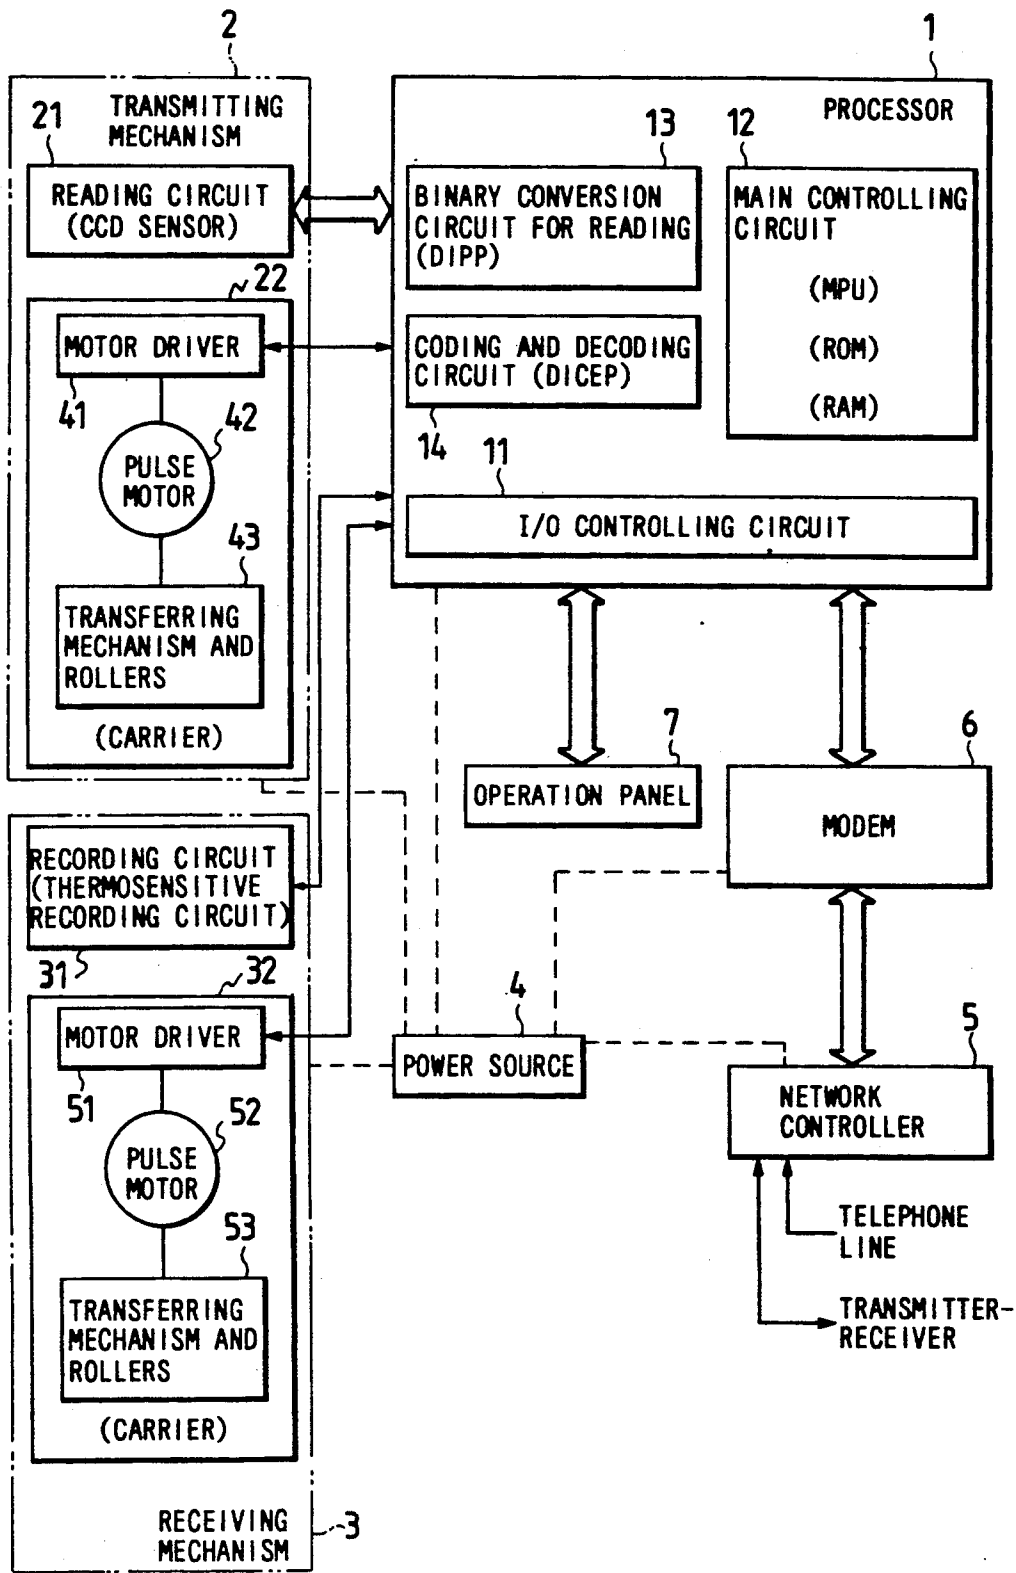 2
1
TRANSMITTING
MECHANISM
21
READING CIRCUIT
(CCD SENSOR)
22
MOTOR DRIVER
41
42
PULSE
MOTOR
43
TRANSFERRING
MECHANISM AND
ROLLERS
(CARRIER)
PROCESSOR
13
12
BINARY CONVERSION
CIRCUIT FOR READING
(DIPP)
MAIN CONTROLLING
CIRCUIT
(MPU)
(ROM)
(RAM)
CODING AND DECODING
CIRCUIT (DICEP)
14
11
I/O CONTROLLING CIRCUIT
7
OPERATION PANEL
6
MODEM
RECORDING CIRCUIT
(THERMOSENSITIVE
RECORDING CIRCUIT)
31
32
MOTOR DRIVER
51
52
PULSE
MOTOR
53
TRANSFERRING
MECHANISM AND
ROLLERS
(CARRIER)
RECEIVING
MECHANISM
3
4
POWER SOURCE
5
NETWORK
CONTROLLER
TELEPHONE
LINE
TRANSMITTER-
RECEIVER